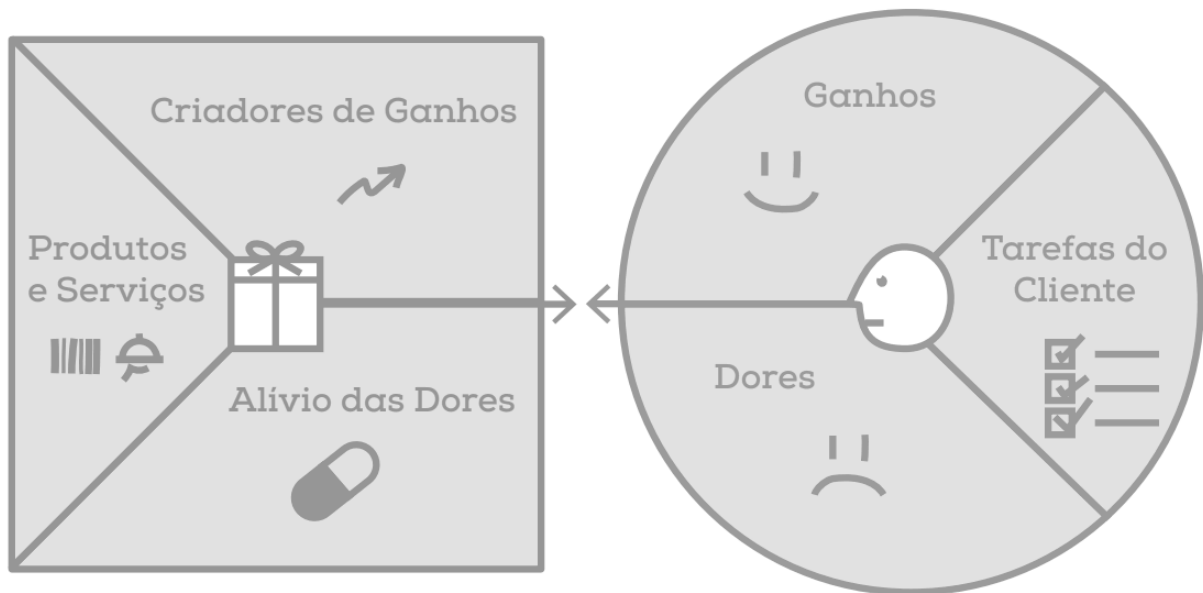 Criadores de Ganhos
Produtos
e Serviços
Alívio das Dores
Ganhos
Tarefas do
Cliente
Dores